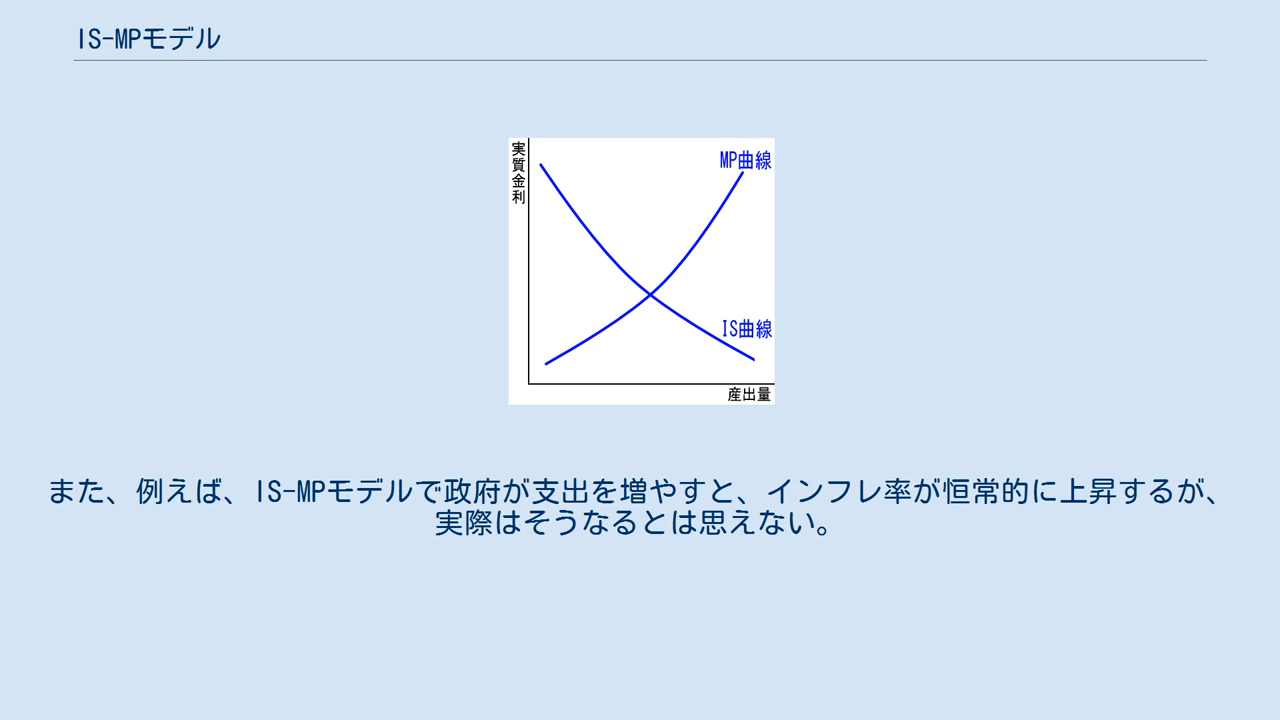 IS-MPモデル
実質金利
MP曲線
IS曲線
産出量
また、例えば、IS-MPモデルで政府が支出を増やすと、インフレ率が恒常的に上昇するが、
実際はそうなるとは思えない。